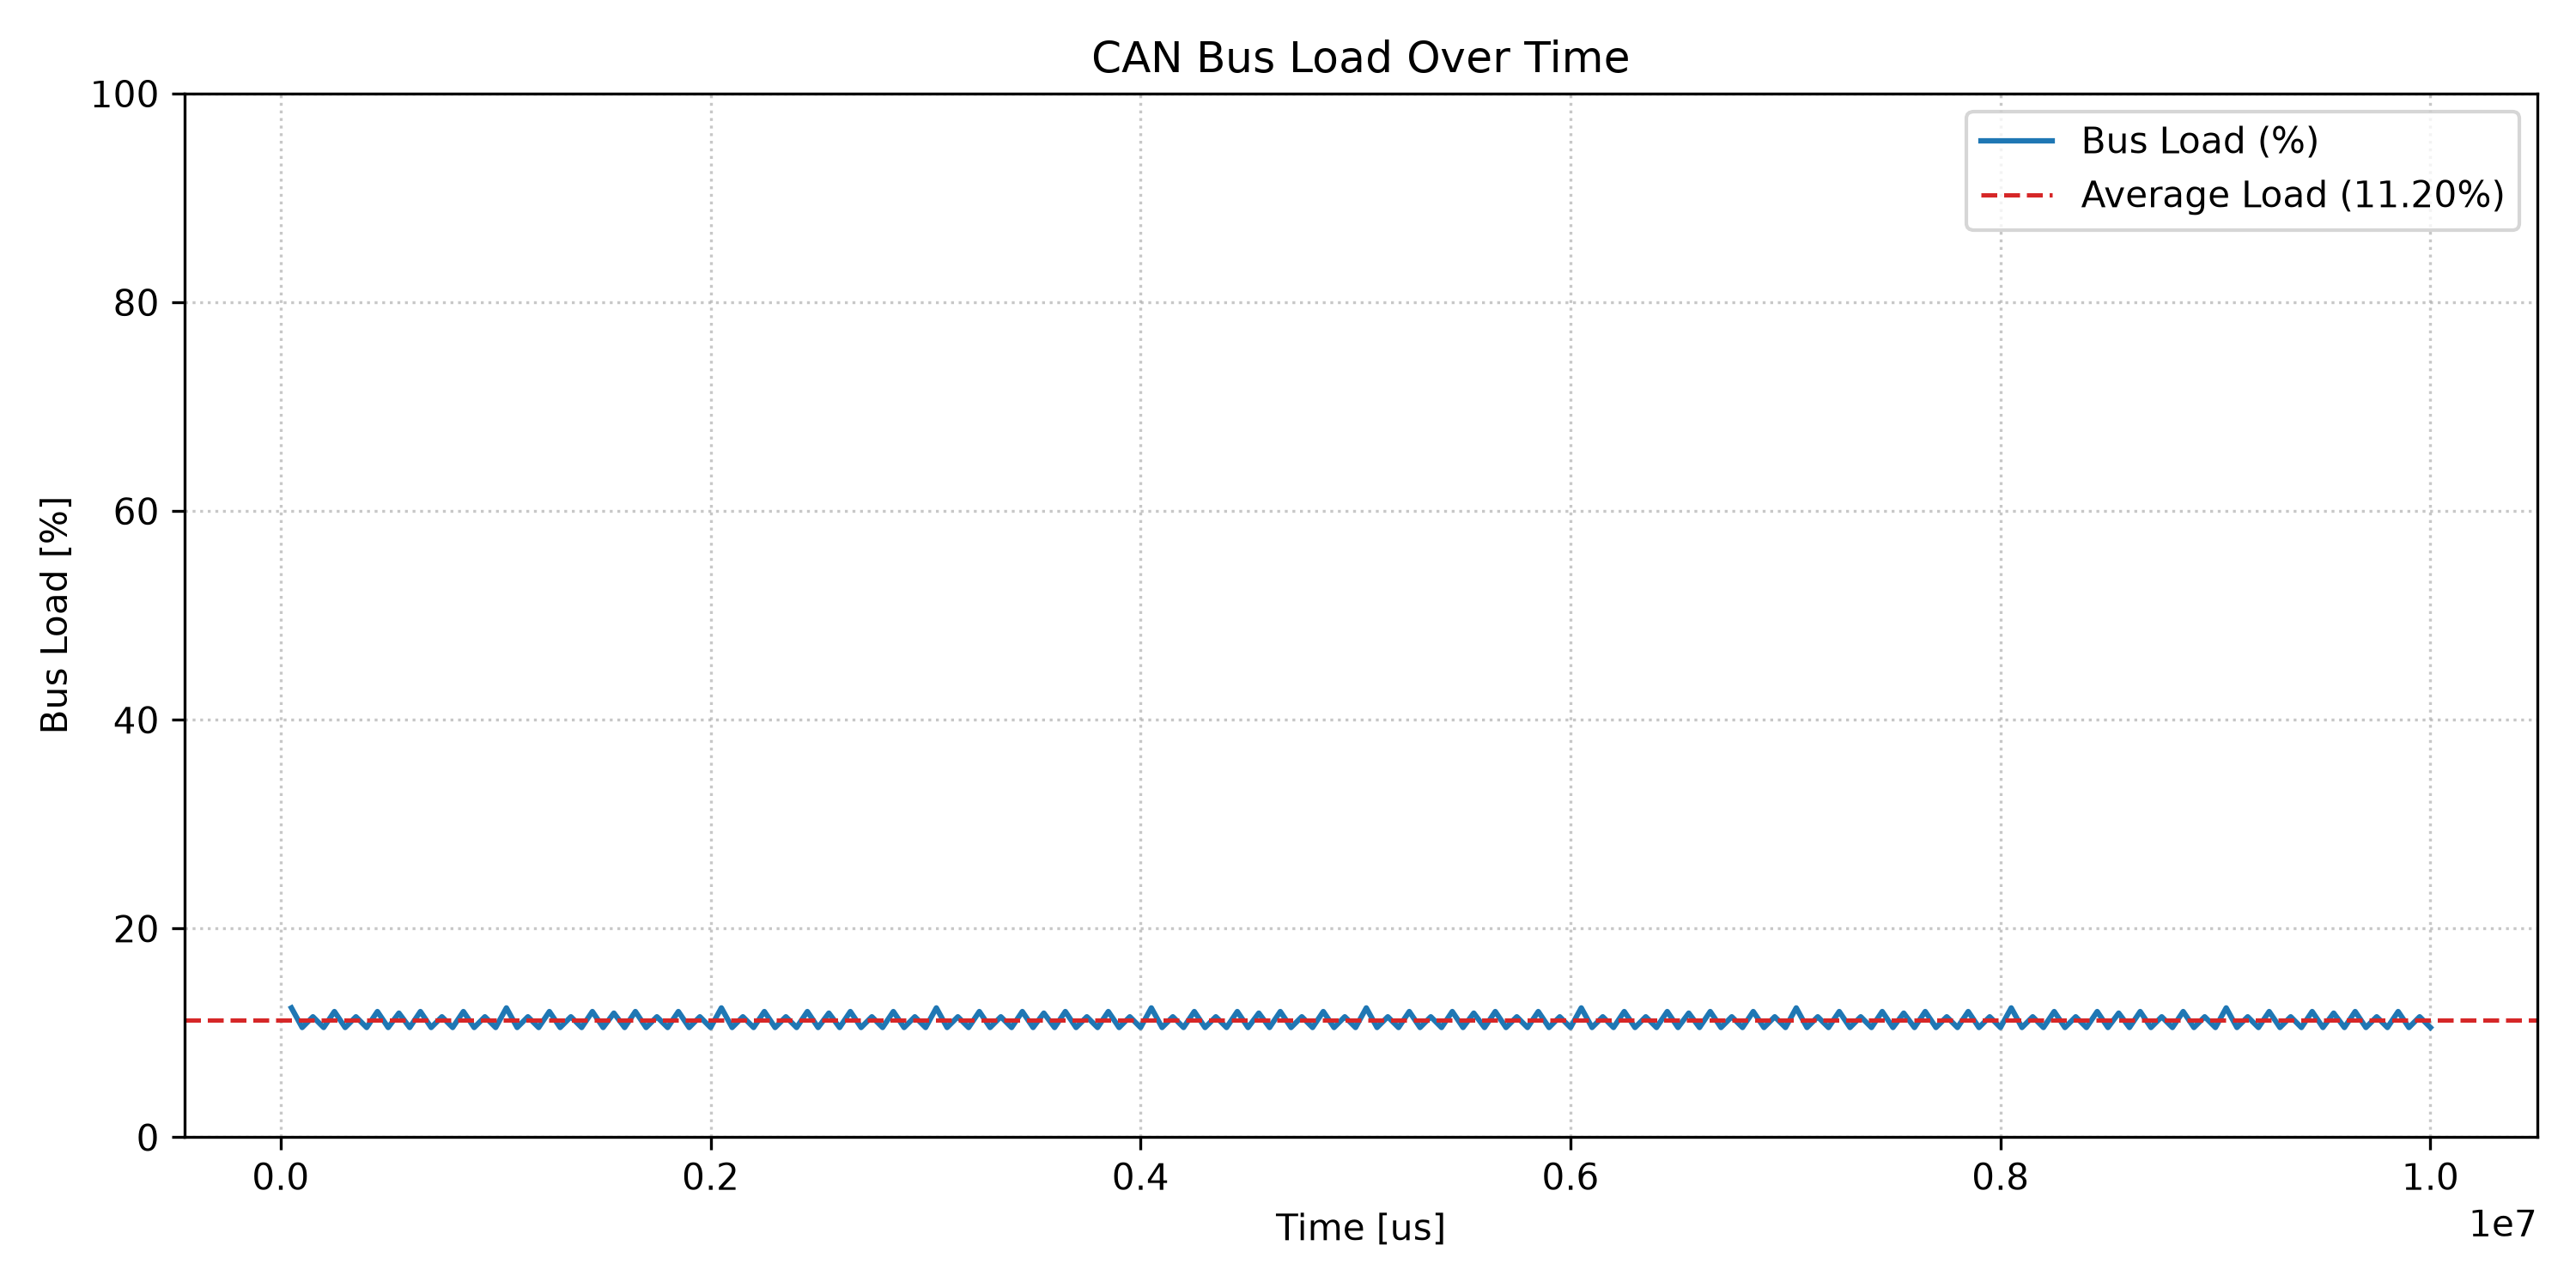 CAN Bus Load Over Time
Bus Load (%)
Average Load (11.20%)
Bus Load [%]
100
80
60
40
20
0
0.0 0.2 0.4 0.6 0.8 1.0
1e7
Time [us]